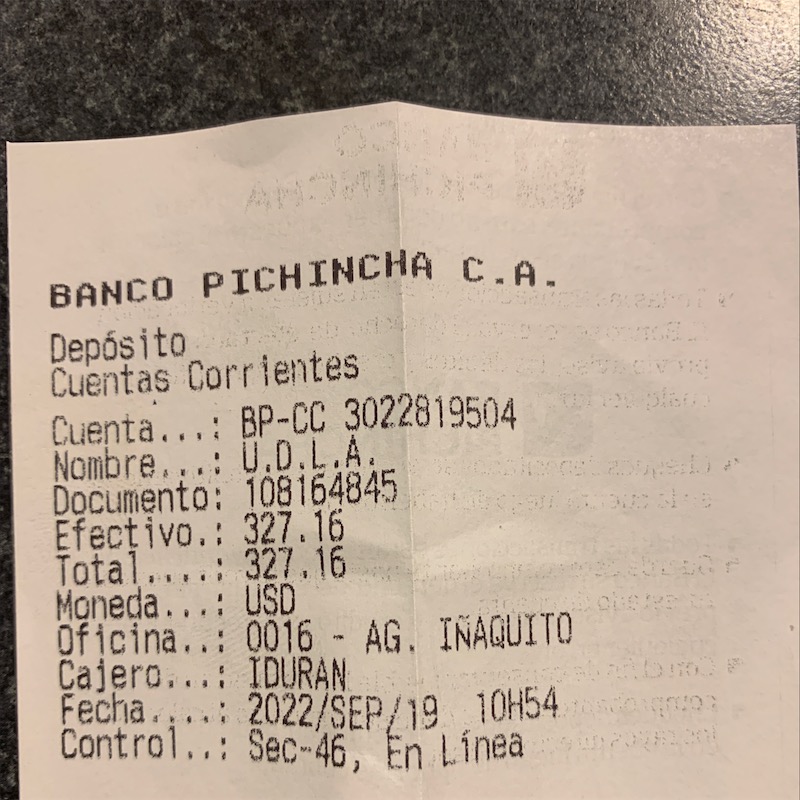 BANCO PICHINCHA C.A.
Depósito
Cuentas Corrientes
Cuenta...: BP-CC 3022819504
Nombre...: U.D.L.A.
Documento: 108164845
Efectivo.: 327.16
Total....: 327.16
Moneda...: USD
Oficina..: 0016 - AG. IÑAQUITO
Cajero...: IDURAN
Fecha....: 2022/SEP/19 10H54
Control..: Sec-46, En Línea